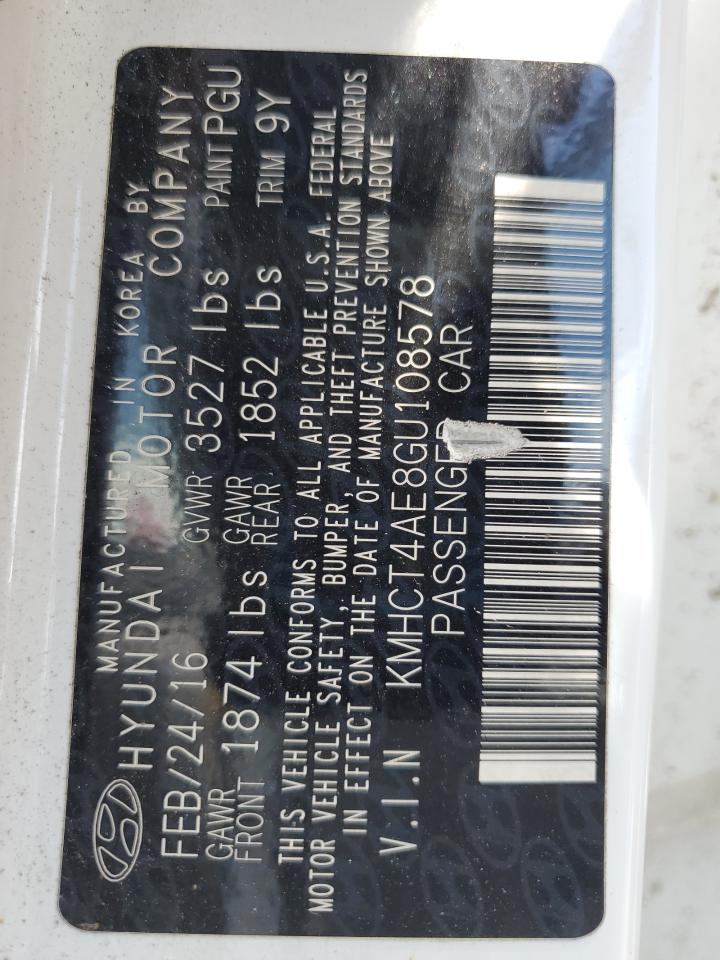 MANUFACTURED IN KOREA BY
HYUNDAI MOTOR COMPANY
FEB/24/16 GVWR 3527 lbs PAINT PGU
GAWR FRONT 1874 lbs GAWR REAR 1852 lbs TRIM 9Y
THIS VEHICLE CONFORMS TO ALL APPLICABLE U.S.A. FEDERAL
MOTOR VEHICLE SAFETY, BUMPER, AND THEFT PREVENTION STANDARDS
IN EFFECT ON THE DATE OF MANUFACTURE SHOWN ABOVE
V.I.N KMHCT4AE8GU108578
PASSENGER CAR